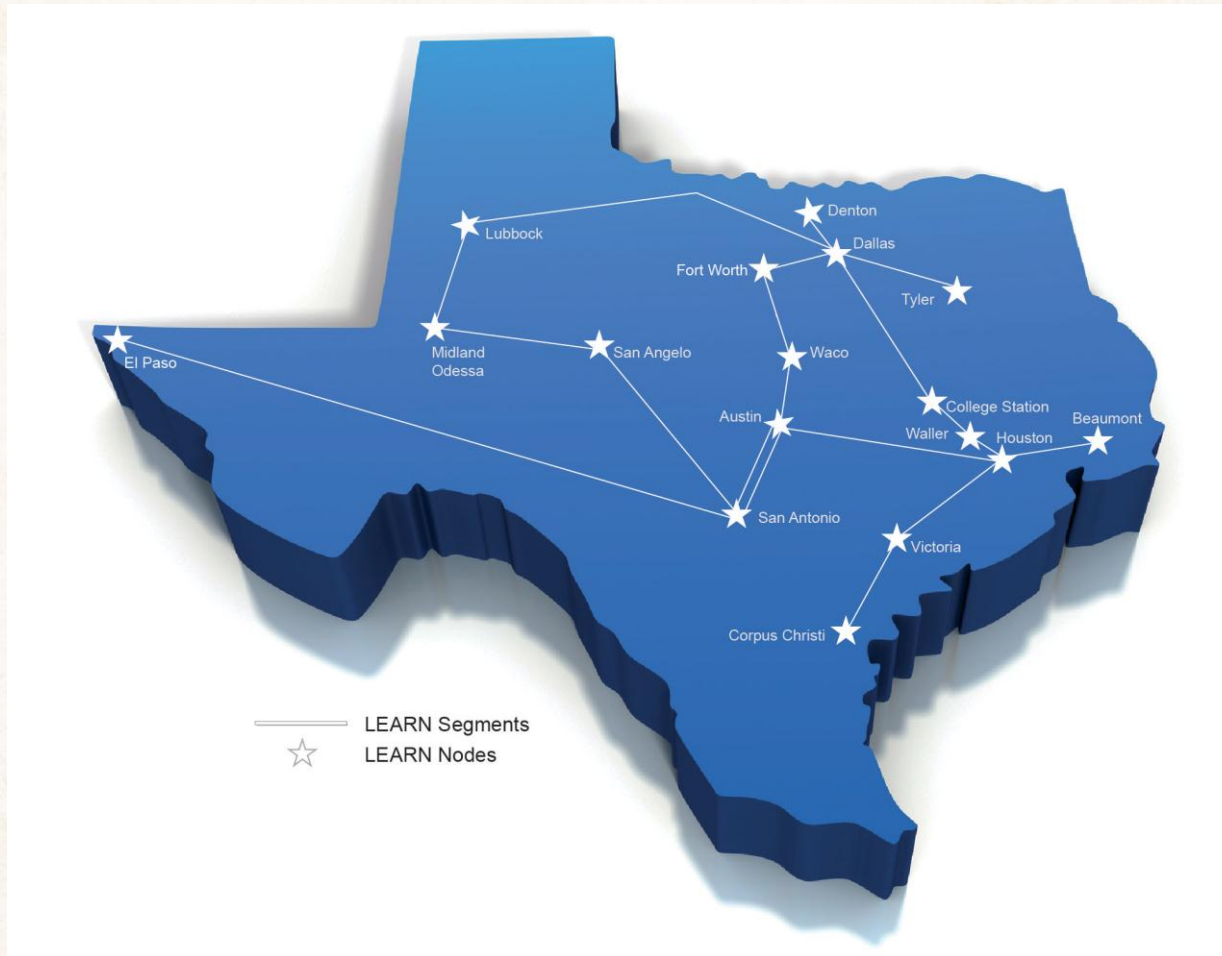 Denton
Lubbock
Dallas
Fort Worth
Tyler
El Paso
Midland
Odessa
San Angelo
Waco
College Station
Austin
Waller
Houston
Beaumont
San Antonio
Victoria
Corpus Christi
LEARN Segments
LEARN Nodes